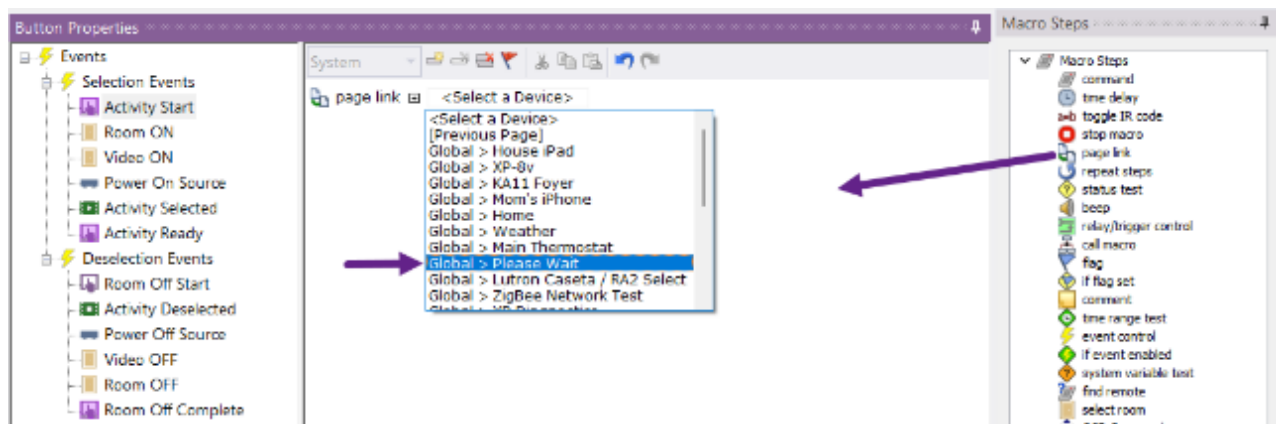 Button Properties
Events
Selection Events
Activity Start
Room ON
Video ON
Power On Source
Activity Selected
Activity Ready
Deselection Events
Room Off Start
Activity Deselected
Power Off Source
Video OFF
Room OFF
Room Off Complete
System
page link
<Select a Device>
<Select a Device>
[Previous Page]
Global > House iPad
Global > XP-8v
Global > KA11 Foyer
Global > Mom's iPhone
Global > Home
Global > Weather
Global > Main Thermostat
Global > Please Wait
Global > Lutron Caseta / RA2 Select
Global > ZigBee Network Test
Macro Steps
Macro Steps
command
time delay
a•b toggle IR code
stop macro
page link
repeat steps
status test
beep
relay/trigger control
call macro
flag
if flag set
comment
time range test
event control
if event enabled
system variable test
find remote
select room